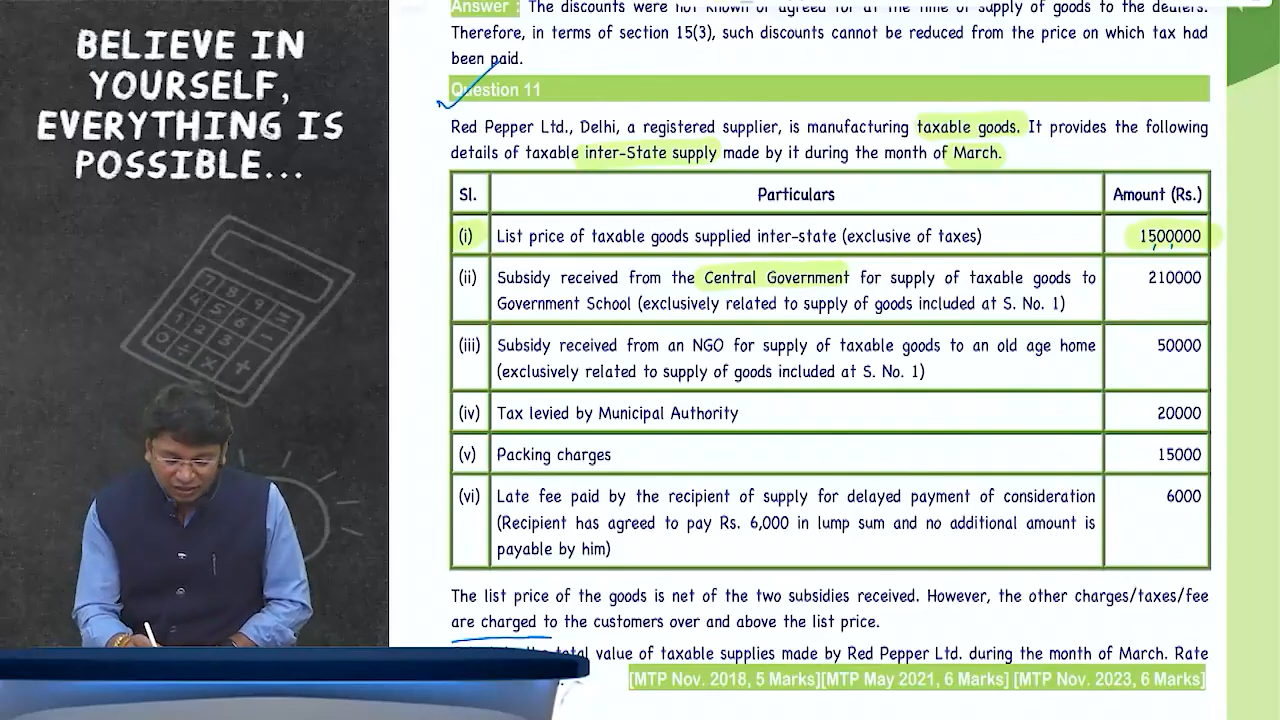 BELIEVE IN
YOURSELF,
EVERYTHING IS
POSSIBLE...
7 8 9
4 5 6 =
1 2 3 -
0 ÷ × +
Answer : The discounts were not known or agreed for at the time of supply of goods to the dealers.
Therefore, in terms of section 15(3), such discounts cannot be reduced from the price on which tax had
been paid.
Question 11
Red Pepper Ltd., Delhi, a registered supplier, is manufacturing taxable goods. It provides the following
details of taxable inter-State supply made by it during the month of March.
Sl. Particulars Amount (Rs.)
(i) List price of taxable goods supplied inter-state (exclusive of taxes) 1500000
(ii) Subsidy received from the Central Government for supply of taxable goods to 210000
Government School (exclusively related to supply of goods included at S. No. 1)
(iii) Subsidy received from an NGO for supply of taxable goods to an old age home 50000
(exclusively related to supply of goods included at S. No. 1)
(iv) Tax levied by Municipal Authority 20000
(v) Packing charges 15000
(vi) Late fee paid by the recipient of supply for delayed payment of consideration 6000
(Recipient has agreed to pay Rs. 6,000 in lump sum and no additional amount is
payable by him)
The list price of the goods is net of the two subsidies received. However, the other charges/taxes/fee
are charged to the customers over and above the list price.
total value of taxable supplies made by Red Pepper Ltd. during the month of March. Rate
[MTP Nov. 2018, 5 Marks][MTP May 2021, 6 Marks] [MTP Nov. 2023, 6 Marks]